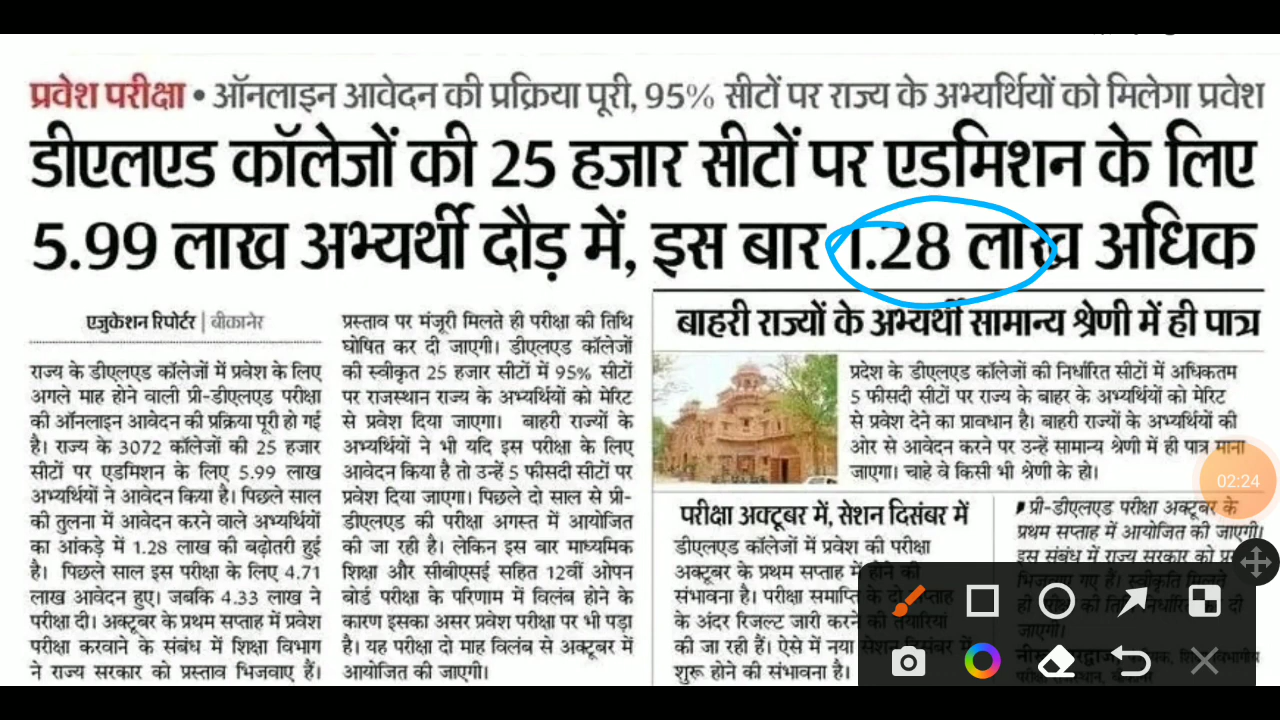 प्रवेश परीक्षा • ऑनलाइन आवेदन की प्रक्रिया पूरी, 95% सीटों पर राज्य के अभ्यर्थियों को मिलेगा प्रवेश
डीएलएड कॉलेजों की 25 हजार सीटों पर एडमिशन के लिए
5.99 लाख अभ्यर्थी दौड़ में, इस बार 1.28 लाख अधिक
एजुकेशन रिपोर्टर | बीकानेर
राज्य के डीएलएड कॉलेजों में प्रवेश के लिए
अगले माह होने वाली प्री-डीएलएड परीक्षा
की ऑनलाइन आवेदन की प्रक्रिया पूरी हो गई
है। राज्य के 3072 कॉलेजों की 25 हजार
सीटों पर एडमिशन के लिए 5.99 लाख
अभ्यर्थियों ने आवेदन किया है। पिछले साल
की तुलना में आवेदन करने वाले अभ्यर्थियों
का आंकड़े में 1.28 लाख की बढ़ोतरी हुई
है। पिछले साल इस परीक्षा के लिए 4.71
लाख आवेदन हुए। जबकि 4.33 लाख ने
परीक्षा दी। अक्टूबर के प्रथम सप्ताह में प्रवेश
परीक्षा करवाने के संबंध में शिक्षा विभाग
ने राज्य सरकार को प्रस्ताव भिजवाए हैं।
प्रस्ताव पर मंजूरी मिलते ही परीक्षा की तिथि
घोषित कर दी जाएगी। डीएलएड कॉलेजों
की स्वीकृत 25 हजार सीटों में 95% सीटों
पर राजस्थान राज्य के अभ्यर्थियों को मेरिट
से प्रवेश दिया जाएगा। बाहरी राज्यों के
अभ्यर्थियों ने भी यदि इस परीक्षा के लिए
आवेदन किया है तो उन्हें 5 फीसदी सीटों पर
प्रवेश दिया जाएगा। पिछले दो साल से प्री-
डीएलएड की परीक्षा अगस्त में आयोजित
की जा रही है। लेकिन इस बार माध्यमिक
शिक्षा और सीबीएसई सहित 12वीं ओपन
बोर्ड परीक्षा के परिणाम में विलंब होने के
कारण इसका असर प्रवेश परीक्षा पर भी पड़ा
है। यह परीक्षा दो माह विलंब से अक्टूबर में
आयोजित की जाएगी।
बाहरी राज्यों के अभ्यर्थी सामान्य श्रेणी में ही पात्र
प्रदेश के डीएलएड कॉलेजों की निर्धारित सीटों में अधिकतम
5 फीसदी सीटों पर राज्य के बाहर के अभ्यर्थियों को मेरिट
से प्रवेश देने का प्रावधान है। बाहरी राज्यों के अभ्यर्थियों की
ओर से आवेदन करने पर उन्हें सामान्य श्रेणी में ही पात्र माना
जाएगा। चाहे वे किसी भी श्रेणी के हो।
परीक्षा अक्टूबर में, सेशन दिसंबर में
डीएलएड कॉलेजों में प्रवेश की परीक्षा
अक्टूबर के प्रथम सप्ताह में होने की
संभावना है। परीक्षा समाप्ति के दो सप्ताह
के अंदर रिजल्ट जारी करने की तैयारियां
की जा रही हैं। ऐसे में नया सेशन दिसंबर में
शुरू होने की संभावना है।
प्री-डीएलएड परीक्षा अक्टूबर के
प्रथम सप्ताह में आयोजित की जाएगी।
इस संबंध में राज्य सरकार को
भिजवाए गए हैं। स्वीकृति मिलते
ही परीक्षा की तिथि निर्धारित कर दी
जाएगी।
02:24